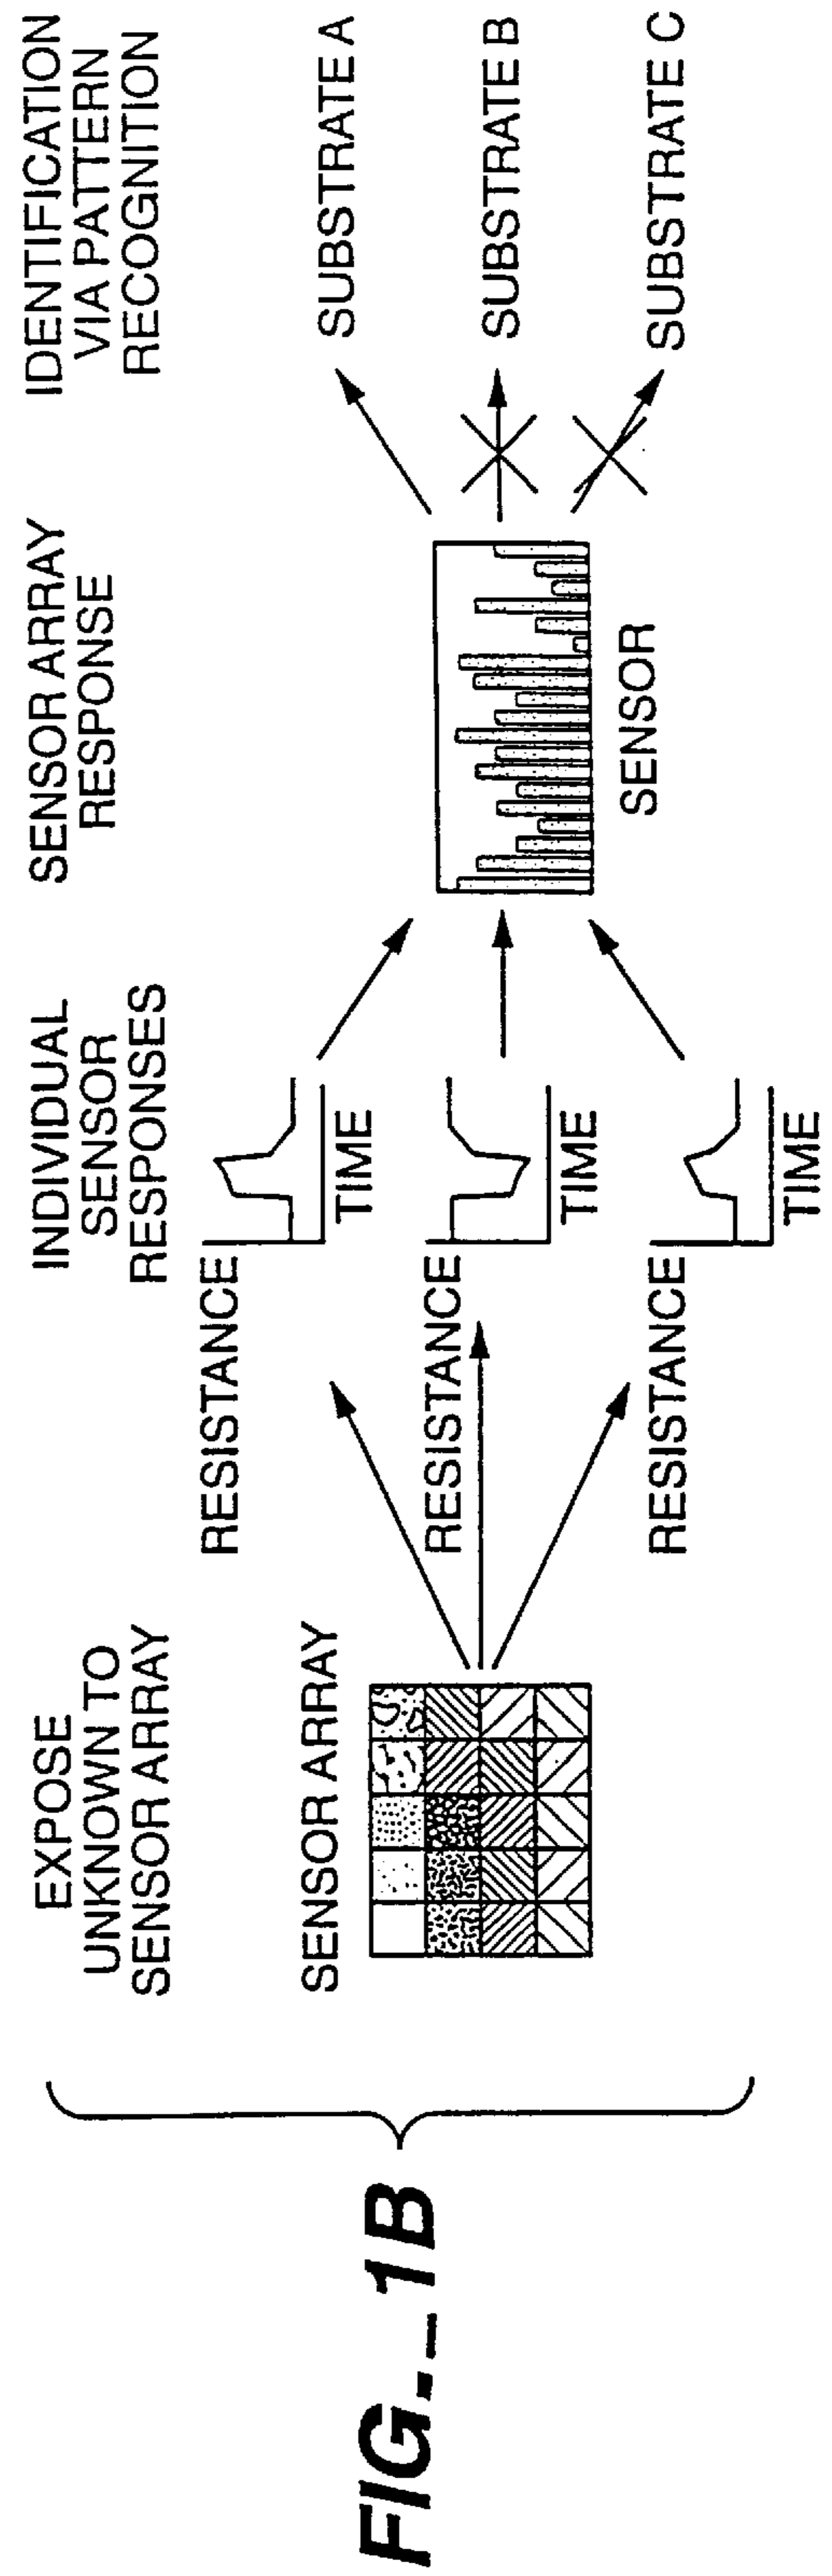 EXPOSE
UNKNOWN TO
SENSOR ARRAY
SENSOR ARRAY
INDIVIDUAL
SENSOR
RESPONSES
RESISTANCE
TIME
RESISTANCE
TIME
RESISTANCE
TIME
SENSOR ARRAY
RESPONSE
SENSOR
IDENTIFICATION
VIA PATTERN
RECOGNITION
SUBSTRATE A
SUBSTRATE B
SUBSTRATE C
FIG._1B